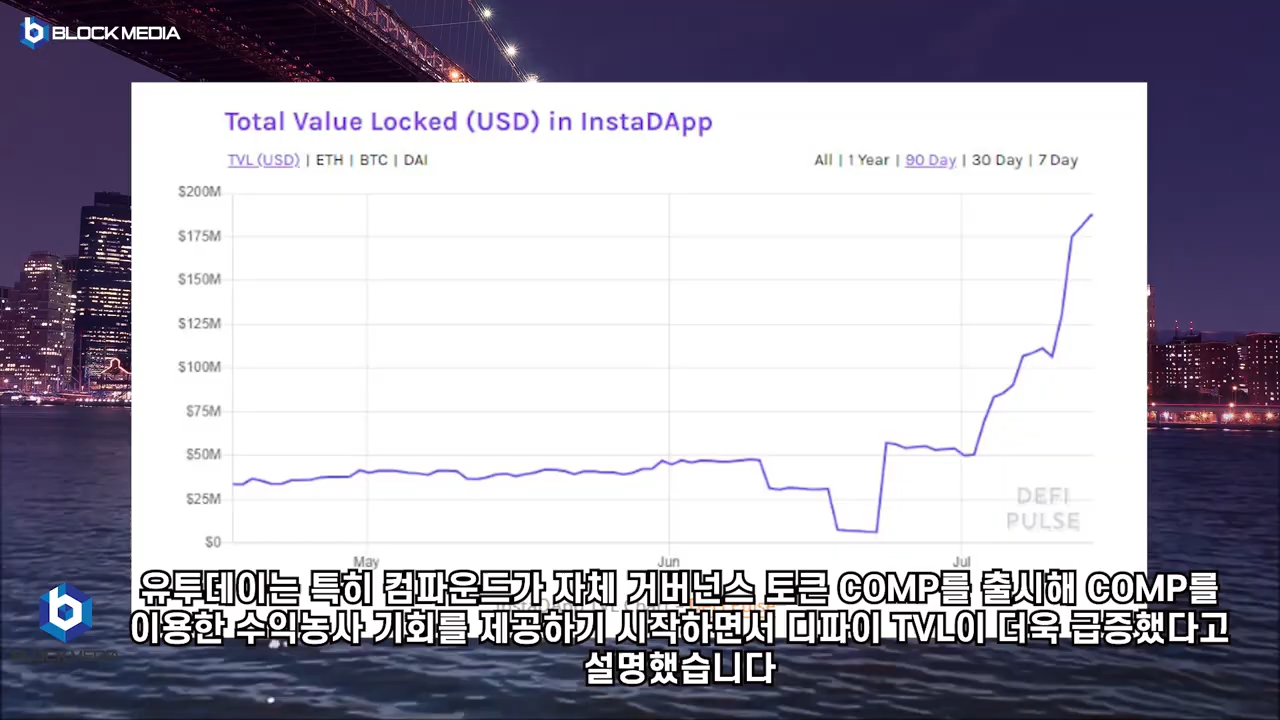 BLOCKMEDIA
Total Value Locked (USD) in InstaDApp
TVL (USD) | ETH | BTC | DAI
All | 1 Year | 90 Day | 30 Day | 7 Day
$200M
$175M
$150M
$125M
$100M
$75M
$50M
$25M
$0
DEFI
PULSE
May
Jun
Jul
유투데이는 특히 컴파운드가 자체 거버넌스 토큰 COMP를 출시해 COMP를
이용한 수익농사 기회를 제공하기 시작하면서 디파이 TVL이 더욱 급증했다고
설명했습니다